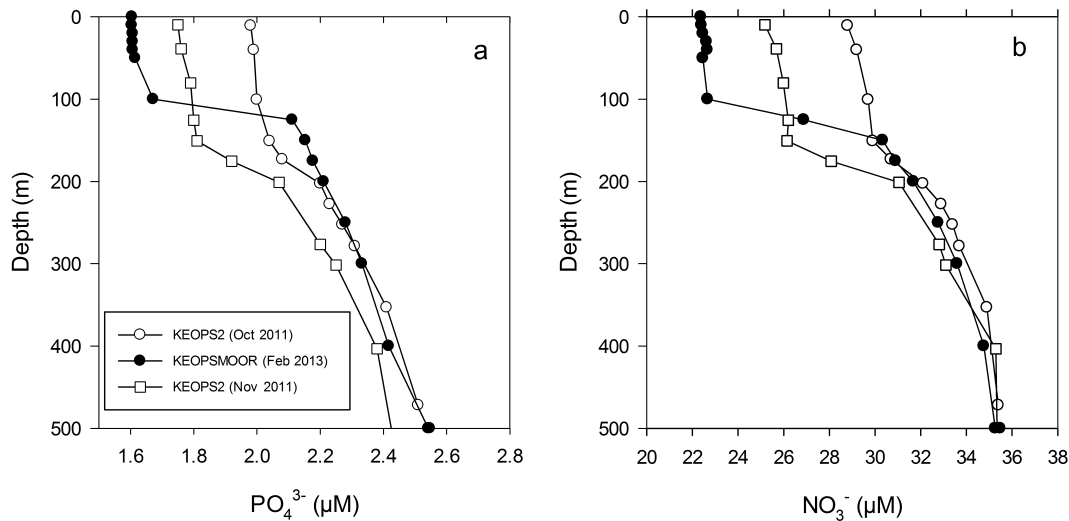 0
100
200
300
400
500
Depth (m)
1.6 1.8 2.0 2.2 2.4 2.6 2.8
PO₄³⁻ (µM)
a
KEOPS2 (Oct 2011)
KEOPSMOOR (Feb 2013)
KEOPS2 (Nov 2011)
0
100
200
300
400
500
Depth (m)
20 22 24 26 28 30 32 34 36 38
NO₃⁻ (µM)
b